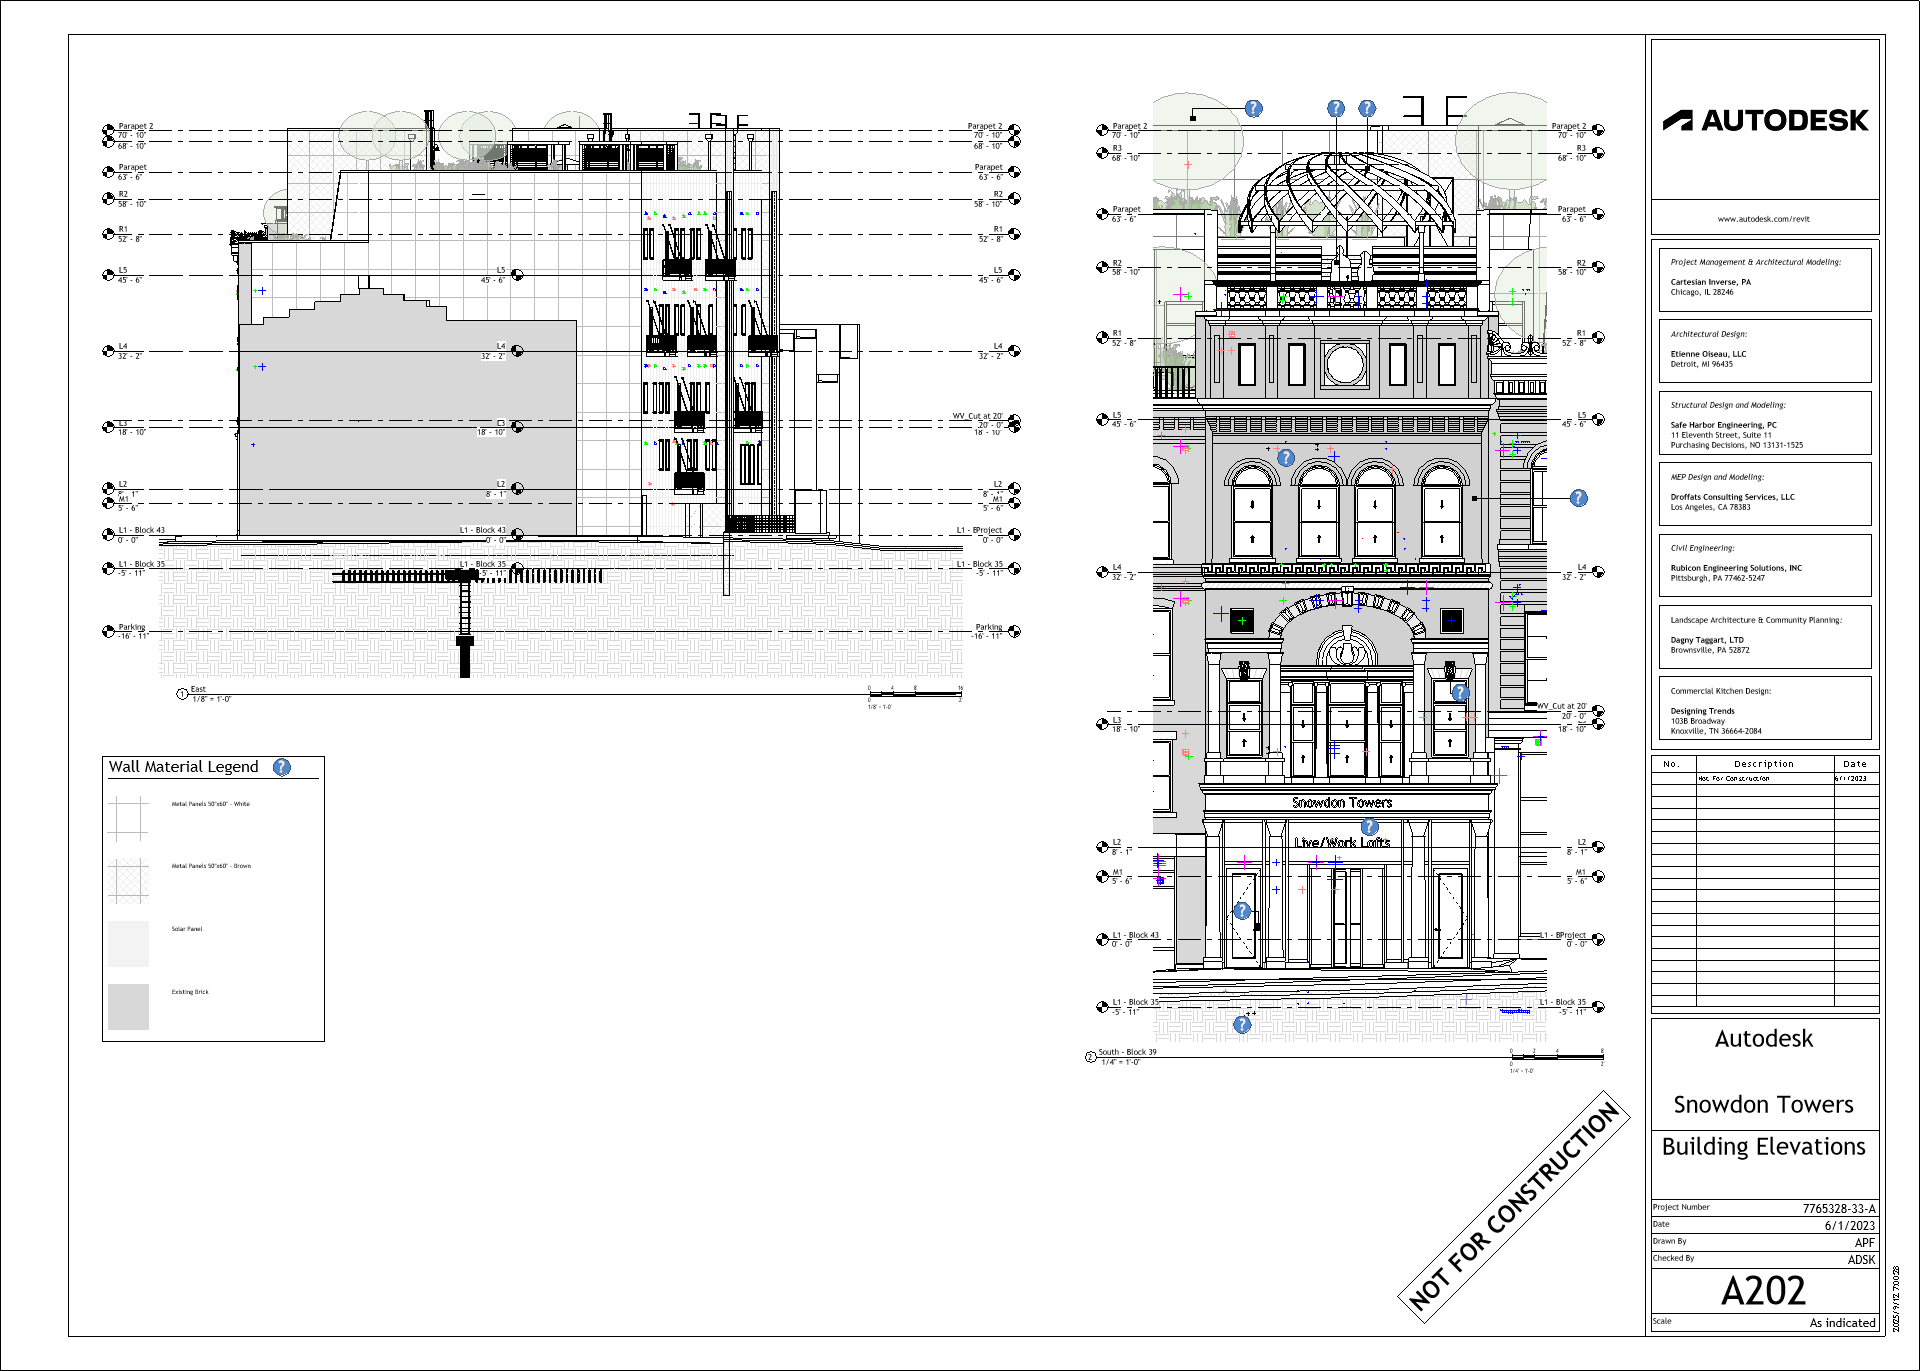 Parapet 2
70' - 10"
68' - 10"
Parapet
63' - 6"
R2
58' - 10"
R1
52' - 8"
L5
45' - 6"
L4
32' - 2"
L3
18' - 10"
L2
8' - 1"
M1
5' - 6"
L1 - Block 43
0' - 0"
L1 - Block 35
-5' - 11"
Parking
-16' - 11"
L5
45' - 6"
L4
32' - 2"
L3
18' - 10"
L2
8' - 1"
L1 - Block 43
0' - 0"
L1 - Block 35
-5' - 11"
Parapet 2
70' - 10"
68' - 10"
Parapet
63' - 6"
R2
58' - 10"
R1
52' - 8"
L5
45' - 6"
L4
32' - 2"
WV_Cut at 20'
20' - 0"
18' - 10"
L2
8' - 1"
M1
5' - 6"
L1 - BProject
0' - 0"
L1 - Block 35
-5' - 11"
Parking
-16' - 11"
1
East
1/8" = 1'-0"
0 4 8 16
1/8" = 1'-0"
Wall Material Legend ?
Metal Panels 50"x60" - White
Metal Panels 50"x60" - Brown
Solar Panel
Existing Brick
Parapet 2
70' - 10"
R3
68' - 10"
Parapet
63' - 6"
R2
58' - 10"
R1
52' - 8"
L5
45' - 6"
L4
32' - 2"
L3
18' - 10"
L2
8' - 1"
M1
5' - 6"
L1 - Block 43
0' - 0"
L1 - Block 35
-5' - 11"
? ? ?
?
?
?
Snowdon Towers
?
Live/Work Lofts
?
?
Parapet 2
70' - 10"
R3
68' - 10"
Parapet
63' - 6"
R2
58' - 10"
R1
52' - 8"
L5
45' - 6"
L4
32' - 2"
WV_Cut at 20'
20' - 0"
18' - 10"
L2
8' - 1"
M1
5' - 6"
L1 - BProject
0' - 0"
L1 - Block 35
-5' - 11"
2
South - Block 39
1/4" = 1'-0"
0 2 4 8
1/4" = 1'-0"
NOT FOR CONSTRUCTION
AUTODESK
www.autodesk.com/revit
Project Management & Architectural Modeling:
Cartesian Inverse, PA
Chicago, IL 28246
Architectural Design:
Etienne Oiseau, LLC
Detroit, MI 96435
Structural Design and Modeling:
Safe Harbor Engineering, PC
11 Eleventh Street, Suite 11
Purchasing Decisions, NO 13131-1525
MEP Design and Modeling:
Droffats Consulting Services, LLC
Los Angeles, CA 78383
Civil Engineering:
Rubicon Engineering Solutions, INC
Pittsburgh, PA 77462-5247
Landscape Architecture & Community Planning:
Dagny Taggart, LTD
Brownsville, PA 52872
Commercial Kitchen Design:
Designing Trends
103B Broadway
Knoxville, TN 36664-2084
No. Description Date
Not For Construction 6/1/2023
Autodesk
Snowdon Towers
Building Elevations
Project Number 7765328-33-A
Date 6/1/2023
Drawn By APF
Checked By ADSK
A202
Scale As indicated
2025/9/12 7:00:28